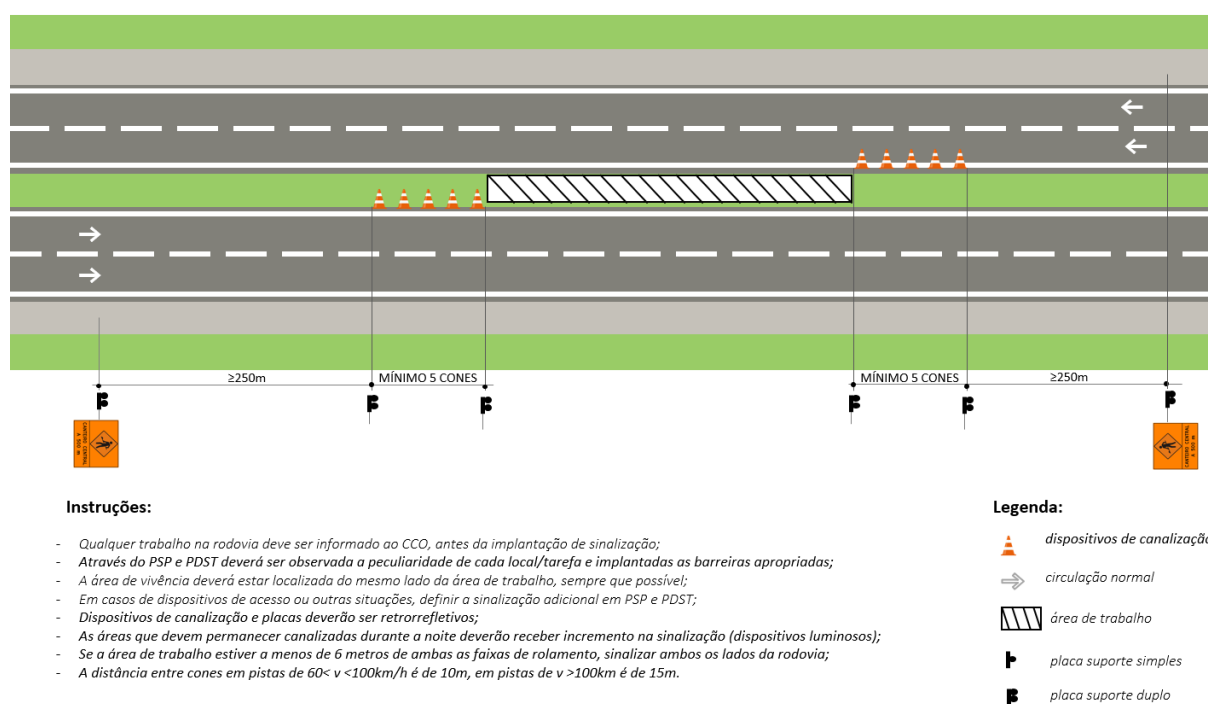 ≥250m
MÍNIMO 5 CONES
MÍNIMO 5 CONES
≥250m
CANTEIRO CENTRAL
A 500 m
CANTEIRO CENTRAL
A 500 m
Instruções:
- Qualquer trabalho na rodovia deve ser informado ao CCO, antes da implantação de sinalização;
- Através do PSP e PDST deverá ser observada a peculiaridade de cada local/tarefa e implantadas as barreiras apropriadas;
- A área de vivência deverá estar localizada do mesmo lado da área de trabalho, sempre que possível;
- Em casos de dispositivos de acesso ou outras situações, definir a sinalização adicional em PSP e PDST;
- Dispositivos de canalização e placas deverão ser retrorrefletivos;
- As áreas que devem permanecer canalizadas durante a noite deverão receber incremento na sinalização (dispositivos luminosos);
- Se a área de trabalho estiver a menos de 6 metros de ambas as faixas de rolamento, sinalizar ambos os lados da rodovia;
- A distância entre cones em pistas de 60< v <100km/h é de 10m, em pistas de v >100km é de 15m.
Legenda:
dispositivos de canalização
circulação normal
área de trabalho
placa suporte simples
placa suporte duplo